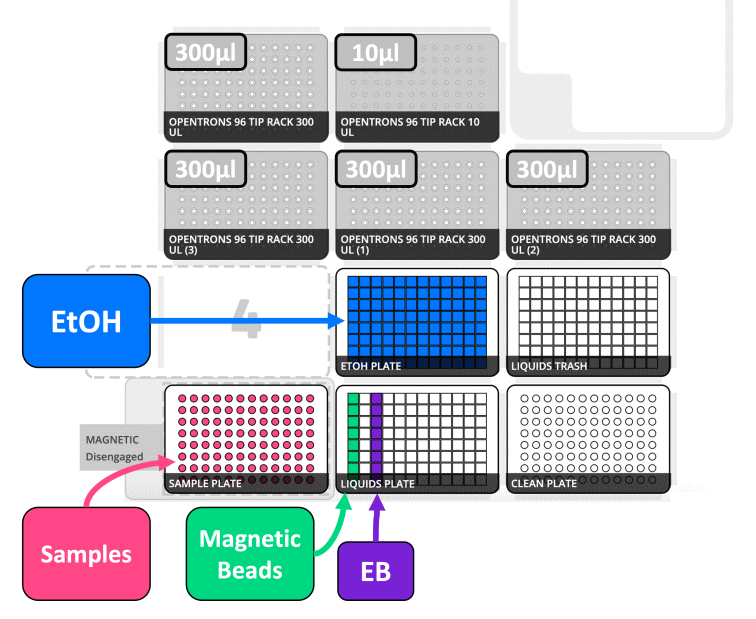 300µl
10µl
OPENTRONS 96 TIP RACK 300
UL
OPENTRONS 96 TIP RACK 10
UL
300µl
300µl
300µl
OPENTRONS 96 TIP RACK 300
UL (3)
OPENTRONS 96 TIP RACK 300
UL (1)
OPENTRONS 96 TIP RACK 300
UL (2)
EtOH
4
ETOH PLATE
LIQUIDS TRASH
MAGNETIC
Disengaged
SAMPLE PLATE
LIQUIDS PLATE
CLEAN PLATE
Samples
Magnetic
Beads
EB